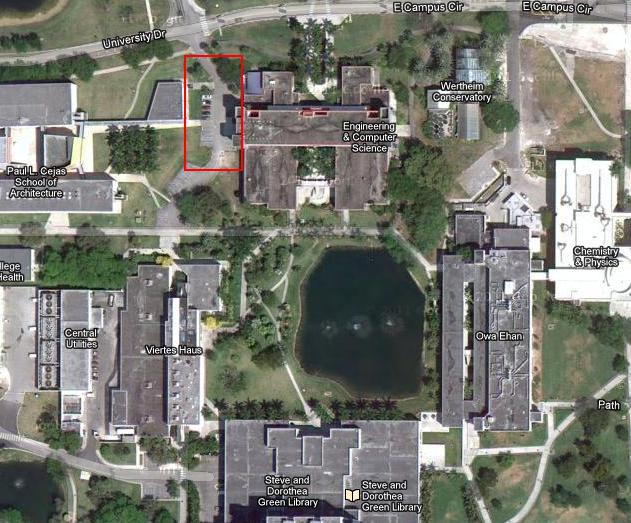 E Campus Cir
E Campus Cir
University Dr
Wertheim
Conservatory
Engineering
& Computer
Science
Paul L. Cejas
School of
Architecture
Chemistry
& Physics
llege
Health
Central
Utilities
Viertes Haus
Owa Ehan
Path
Steve and
Dorothea
Green Library
Steve and
Dorothea
Green Library